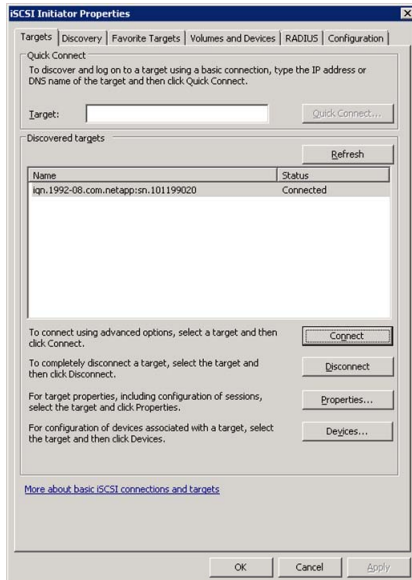 iSCSI Initiator Properties
Targets Discovery Favorite Targets Volumes and Devices RADIUS Configuration
Quick Connect
To discover and log on to a target using a basic connection, type the IP address or
DNS name of the target and then click Quick Connect.
Target: Quick Connect...
Discovered targets
Refresh
Name Status
iqn.1992-08.com.netapp:sn.101199020 Connected
To connect using advanced options, select a target and then
click Connect.
Connect
To completely disconnect a target, select the target and
then click Disconnect.
Disconnect
For target properties, including configuration of sessions,
select the target and click Properties.
Properties...
For configuration of devices associated with a target, select
the target and then click Devices.
Devices...
More about basic iSCSI connections and targets
OK Cancel Apply